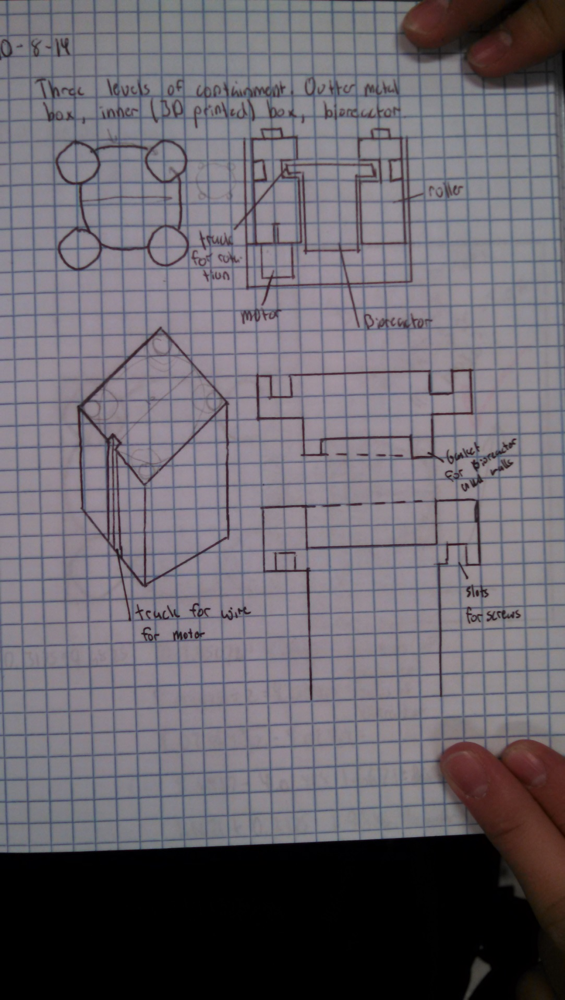 0-8-14
Three levels of containment. Outter metal
box, inner (3D printed) box, bioreactor.
roller
track
for rota-
tion
motor
Bioreactor
Gasket
for Bioreactor
and walls
track for wire
for motor
slots
for screws